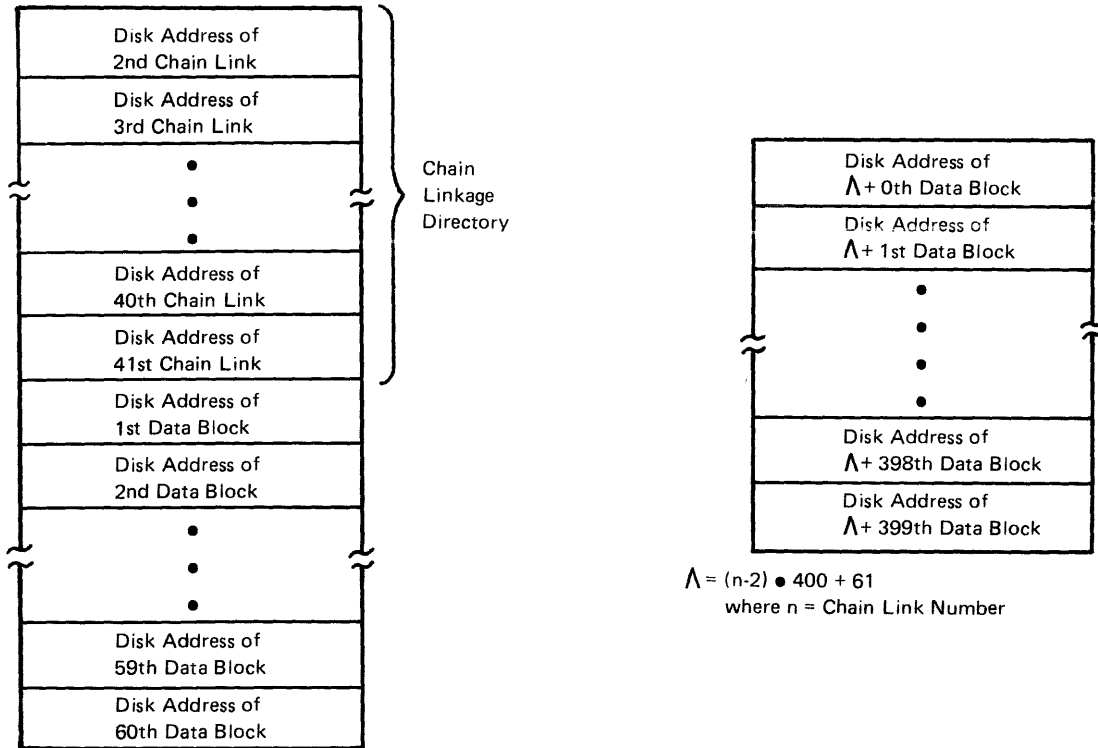 Disk Address of
2nd Chain Link
Disk Address of
3rd Chain Link
Chain
Linkage
Directory
Disk Address of
40th Chain Link
Disk Address of
41st Chain Link
Disk Address of
1st Data Block
Disk Address of
2nd Data Block
Disk Address of
59th Data Block
Disk Address of
60th Data Block
Disk Address of
Λ + 0th Data Block
Disk Address of
Λ + 1st Data Block
Disk Address of
Λ + 398th Data Block
Disk Address of
Λ + 399th Data Block
Λ = (n-2) ● 400 + 61
where n = Chain Link Number